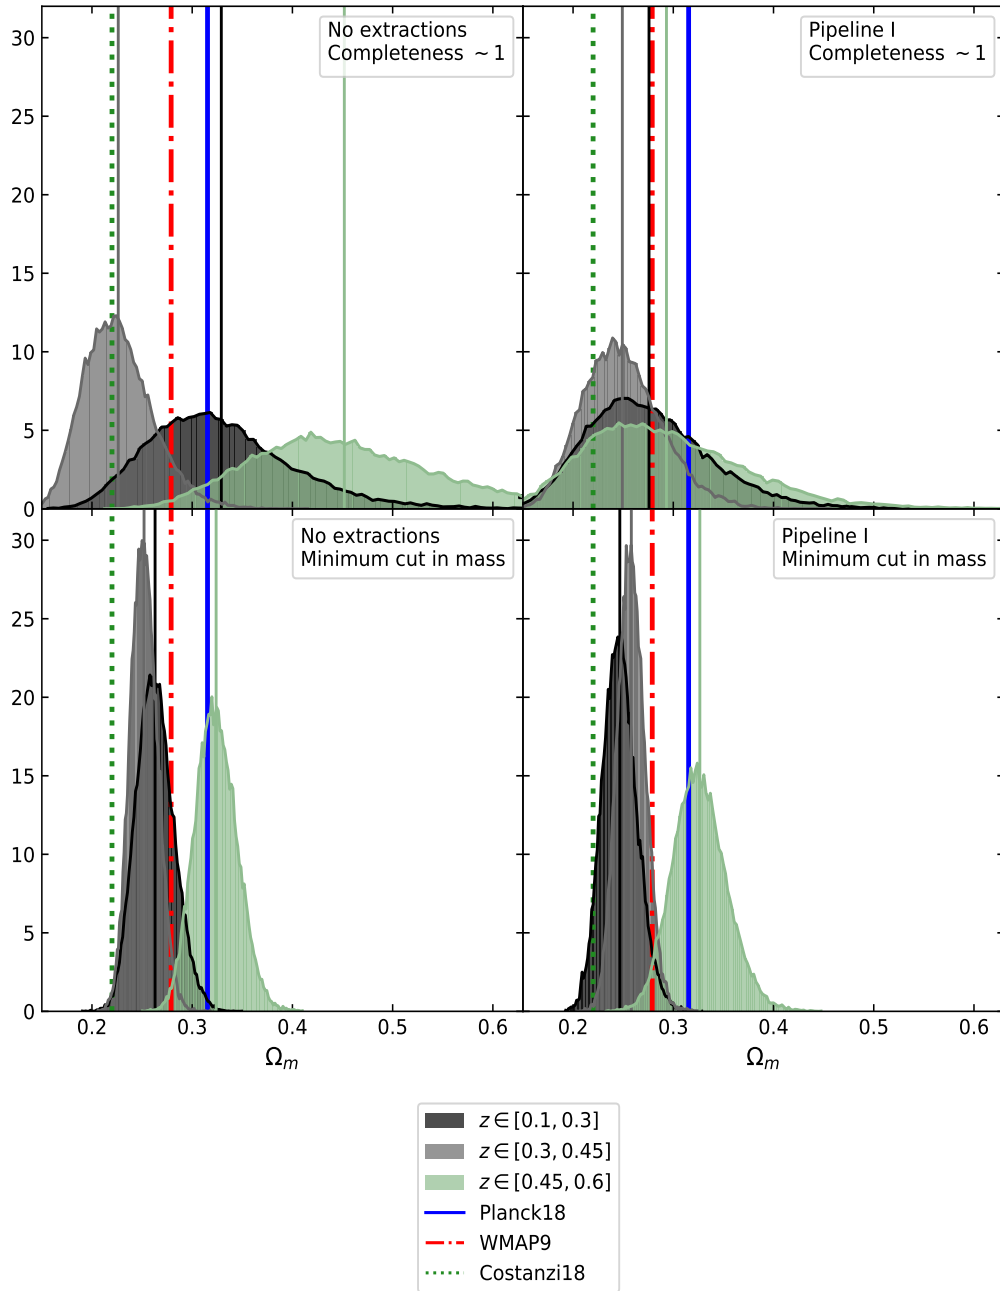 No extractions
Completeness ∼ 1
Pipeline I
Completeness ∼ 1
30
25
20
15
10
5
0
No extractions
Minimum cut in mass
Pipeline I
Minimum cut in mass
30
25
20
15
10
5
0
0.2 0.3 0.4 0.5 0.6
0.2 0.3 0.4 0.5 0.6
Ωm
Ωm
z ∈ [0.1, 0.3]
z ∈ [0.3, 0.45]
z ∈ [0.45, 0.6]
Planck18
WMAP9
Costanzi18